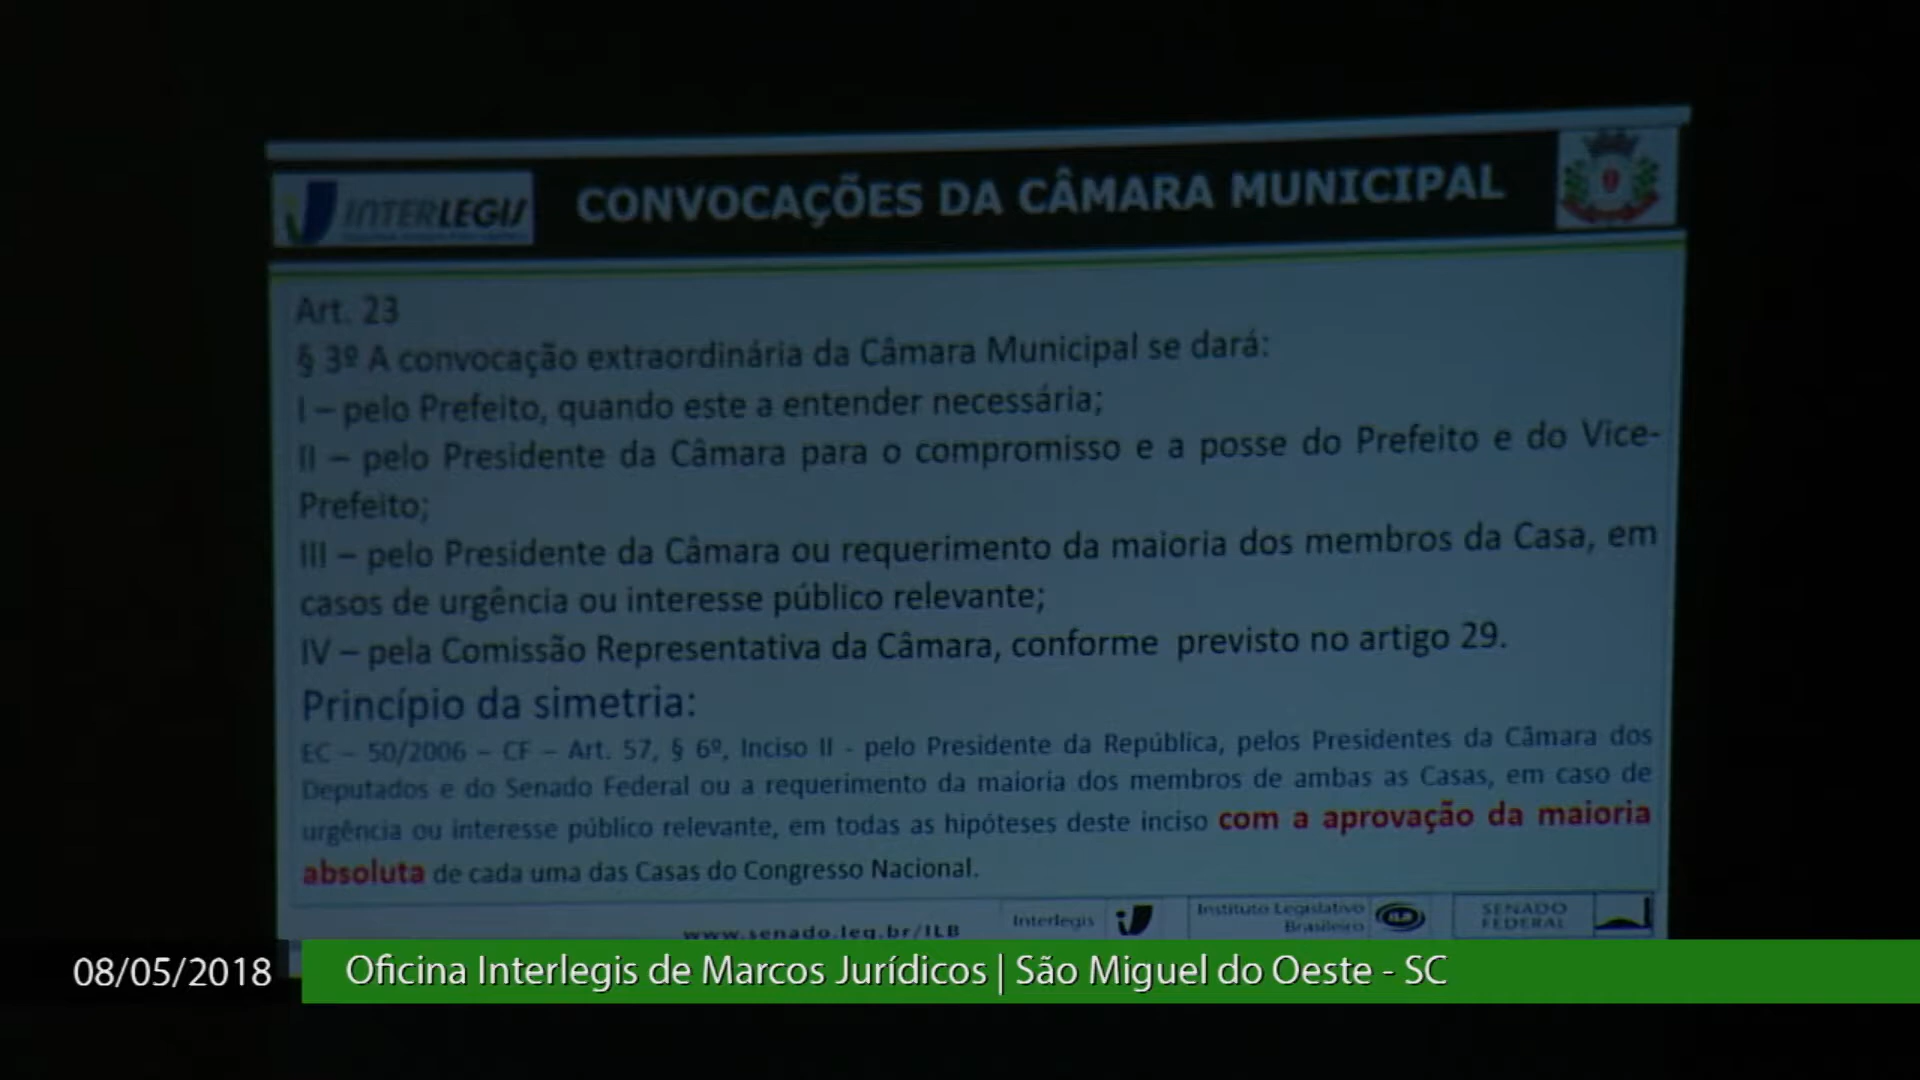 INTERLEGIS
CONVOCAÇÕES DA CÂMARA MUNICIPAL
Art. 23
§ 3º A convocação extraordinária da Câmara Municipal se dará:
I – pelo Prefeito, quando este a entender necessária;
II – pelo Presidente da Câmara para o compromisso e a posse do Prefeito e do Vice-
Prefeito;
III – pelo Presidente da Câmara ou requerimento da maioria dos membros da Casa, em
casos de urgência ou interesse público relevante;
IV – pela Comissão Representativa da Câmara, conforme previsto no artigo 29.
Princípio da simetria:
EC – 50/2006 – CF – Art. 57, § 6º, Inciso II - pelo Presidente da República, pelos Presidentes da Câmara dos
Deputados e do Senado Federal ou a requerimento da maioria dos membros de ambas as Casas, em caso de
urgência ou interesse público relevante, em todas as hipóteses deste inciso com a aprovação da maioria
absoluta de cada uma das Casas do Congresso Nacional.
www.senado.leg.br/ILB
Interlegis
Instituto Legislativo
Brasileiro
ILB
SENADO
FEDERAL
08/05/2018
Oficina Interlegis de Marcos Jurídicos | São Miguel do Oeste - SC